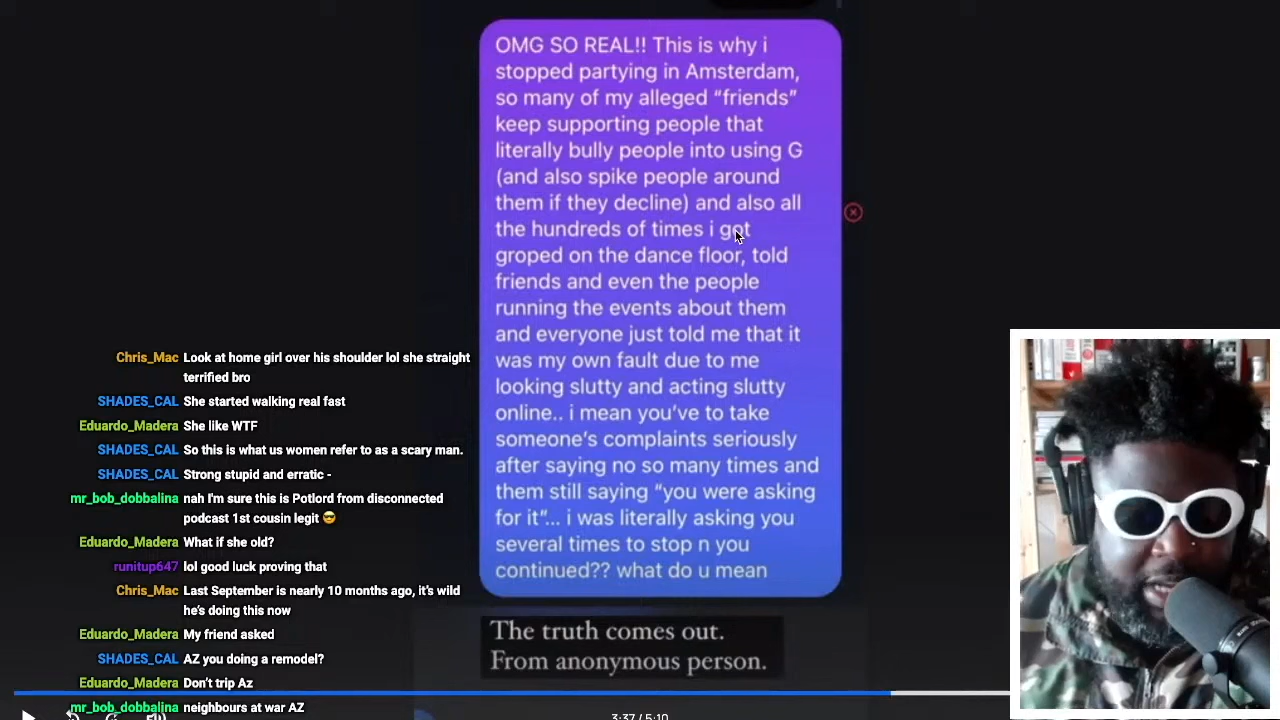 OMG SO REAL!! This is why i
stopped partying in Amsterdam,
so many of my alleged “friends”
keep supporting people that
literally bully people into using G
(and also spike people around
them if they decline) and also all
the hundreds of times i got
groped on the dance floor, told
friends and even the people
running the events about them
and everyone just told me that it
was my own fault due to me
looking slutty and acting slutty
online.. i mean you’ve to take
someone’s complaints seriously
after saying no so many times and
them still saying “you were asking
for it”... i was literally asking you
several times to stop n you
continued?? what do u mean
The truth comes out.
From anonymous person.
Chris_Mac Look at home girl over his shoulder lol she straight
terrified bro
SHADES_CAL She started walking real fast
Eduardo_Madera She like WTF
SHADES_CAL So this is what us women refer to as a scary man.
SHADES_CAL Strong stupid and erratic -
mr_bob_dobbalina nah I'm sure this is Potlord from disconnected
podcast 1st cousin legit 😎
Eduardo_Madera What if she old?
runitup647 lol good luck proving that
Chris_Mac Last September is nearly 10 months ago, it’s wild
he’s doing this now
Eduardo_Madera My friend asked
SHADES_CAL AZ you doing a remodel?
Eduardo_Madera Don’t trip Az
mr_bob_dobbalina neighbours at war AZ
3:37 / 5:10